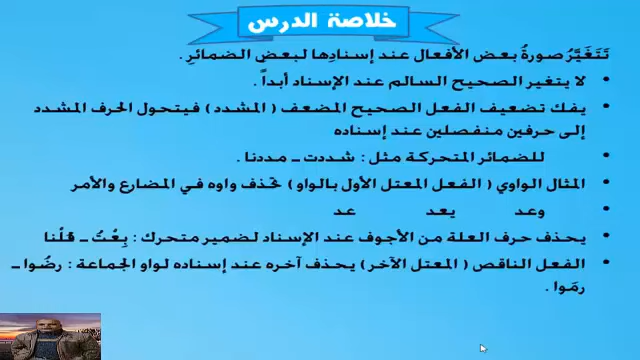 خلاصة الدرس
تَتَغَيَّرُ صورةُ بعض الأفعال عند إسنادِها لبعضِ الضمائرِ .
• لا يتغير الصحيح السالم عند الإسناد أبداً .
• يفك تضعيف الفعل الصحيح المضعف ( المشدد ) فيتحول الحرف المشدد
إلى حرفين منفصلين عند إسناده
• للضمائر المتحركة مثل : شددت ـ مددنا .
• المثال الواوي ( الفعل المعتل الأول بالواو ) تحذف واوه في المضارع والأمر
• وعد يعد عد
• يحذف حرف العلة من الأجوف عند الإسناد لضمير متحرك : بِعْتُ ـ قلْنا
• الفعل الناقص ( المعتل الآخر ) يحذف آخره عند إسناده لواو الجماعة : رضُوا ـ
رمَوا .